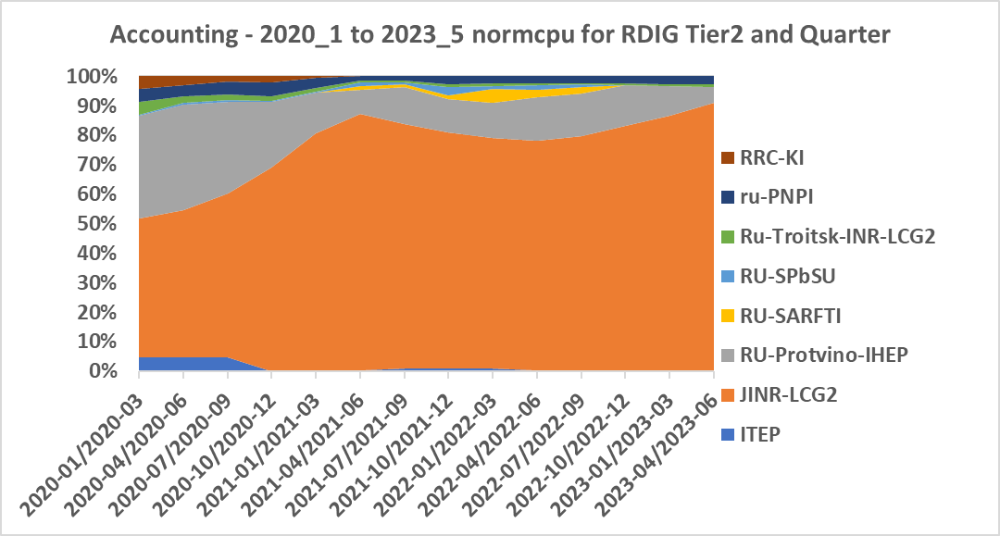 Accounting - 2020_1 to 2023_5 normcpu for RDIG Tier2 and Quarter
100%
90%
80%
70%
60%
50%
40%
30%
20%
10%
0%
2020-01/2020-03
2020-04/2020-06
2020-07/2020-09
2020-10/2020-12
2021-01/2021-03
2021-04/2021-06
2021-07/2021-09
2021-10/2021-12
2022-01/2022-03
2022-04/2022-06
2022-07/2022-09
2022-10/2022-12
2023-01/2023-03
2023-04/2023-06
RRC-KI
ru-PNPI
Ru-Troitsk-INR-LCG2
RU-SPbSU
RU-SARFTI
RU-Protvino-IHEP
JINR-LCG2
ITEP